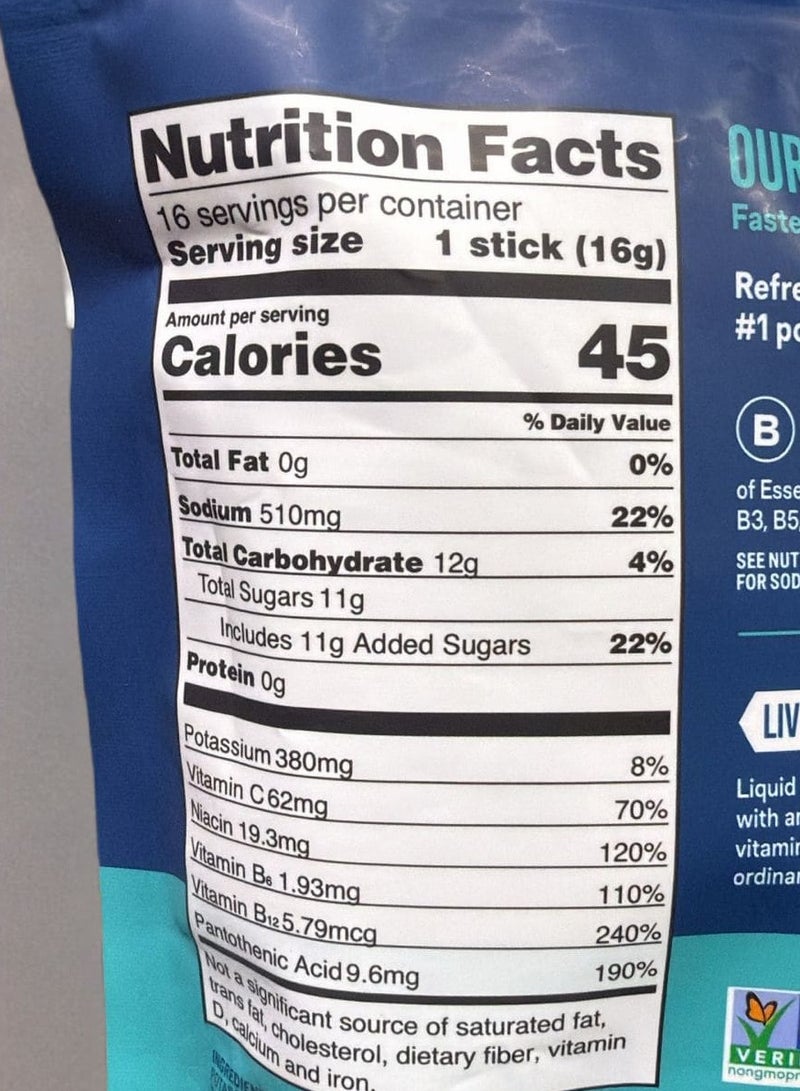 Nutrition Facts
16 servings per container
Serving size 1 stick (16g)
Amount per serving
Calories 45
% Daily Value
Total Fat 0g 0%
Sodium 510mg 22%
Total Carbohydrate 12g 4%
Total Sugars 11g
Includes 11g Added Sugars 22%
Protein 0g
Potassium 380mg 8%
Vitamin C 62mg 70%
Niacin 19.3mg 120%
Vitamin B₆ 1.93mg 110%
Vitamin B₁₂ 5.79mcg 240%
Pantothenic Acid 9.6mg 190%
Not a significant source of saturated fat,
trans fat, cholesterol, dietary fiber, vitamin
D, calcium and iron.
OUR
Faste
Refre
#1 po
B
of Esse
B3, B5,
SEE NUT
FOR SOD
LIV
Liquid
with an
vitamin
ordinar
VERI
nongmopr